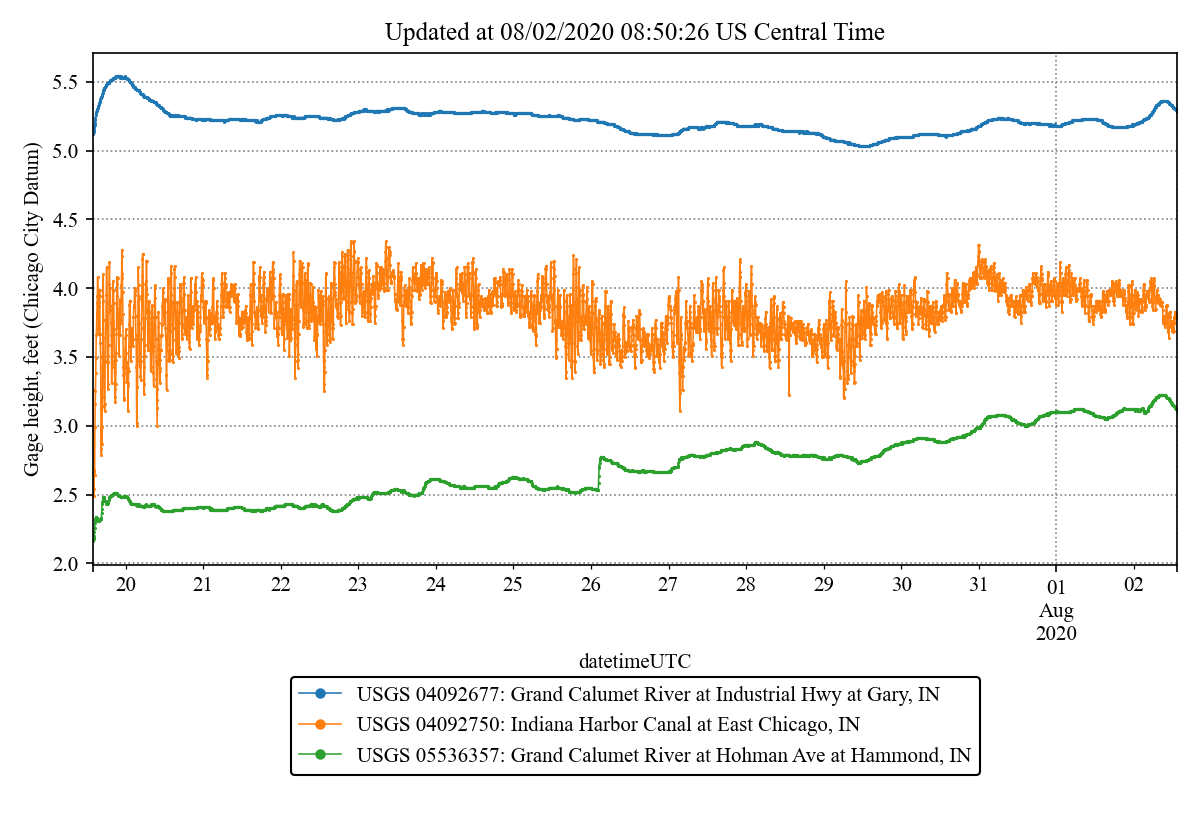 Updated at 08/02/2020 08:50:26 US Central Time
Gage height, feet (Chicago City Datum)
5.5
5.0
4.5
4.0
3.5
3.0
2.5
2.0
20 21 22 23 24 25 26 27 28 29 30 31 01 02
Aug
2020
datetimeUTC
USGS 04092677: Grand Calumet River at Industrial Hwy at Gary, IN
USGS 04092750: Indiana Harbor Canal at East Chicago, IN
USGS 05536357: Grand Calumet River at Hohman Ave at Hammond, IN